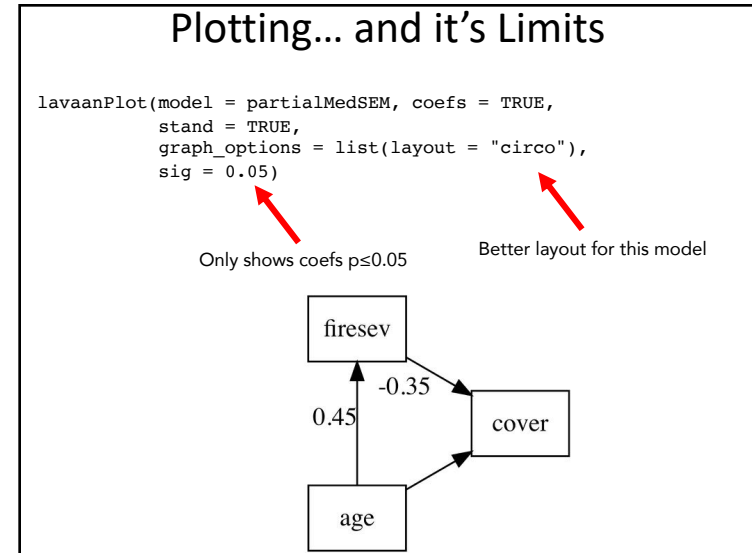 Plotting... and it's Limits
lavaanPlot(model = partialMedSEM, coefs = TRUE,
stand = TRUE,
graph_options = list(layout = "circo"),
sig = 0.05)
Only shows coefs p≤0.05
Better layout for this model
firesev
-0.35
0.45
cover
age